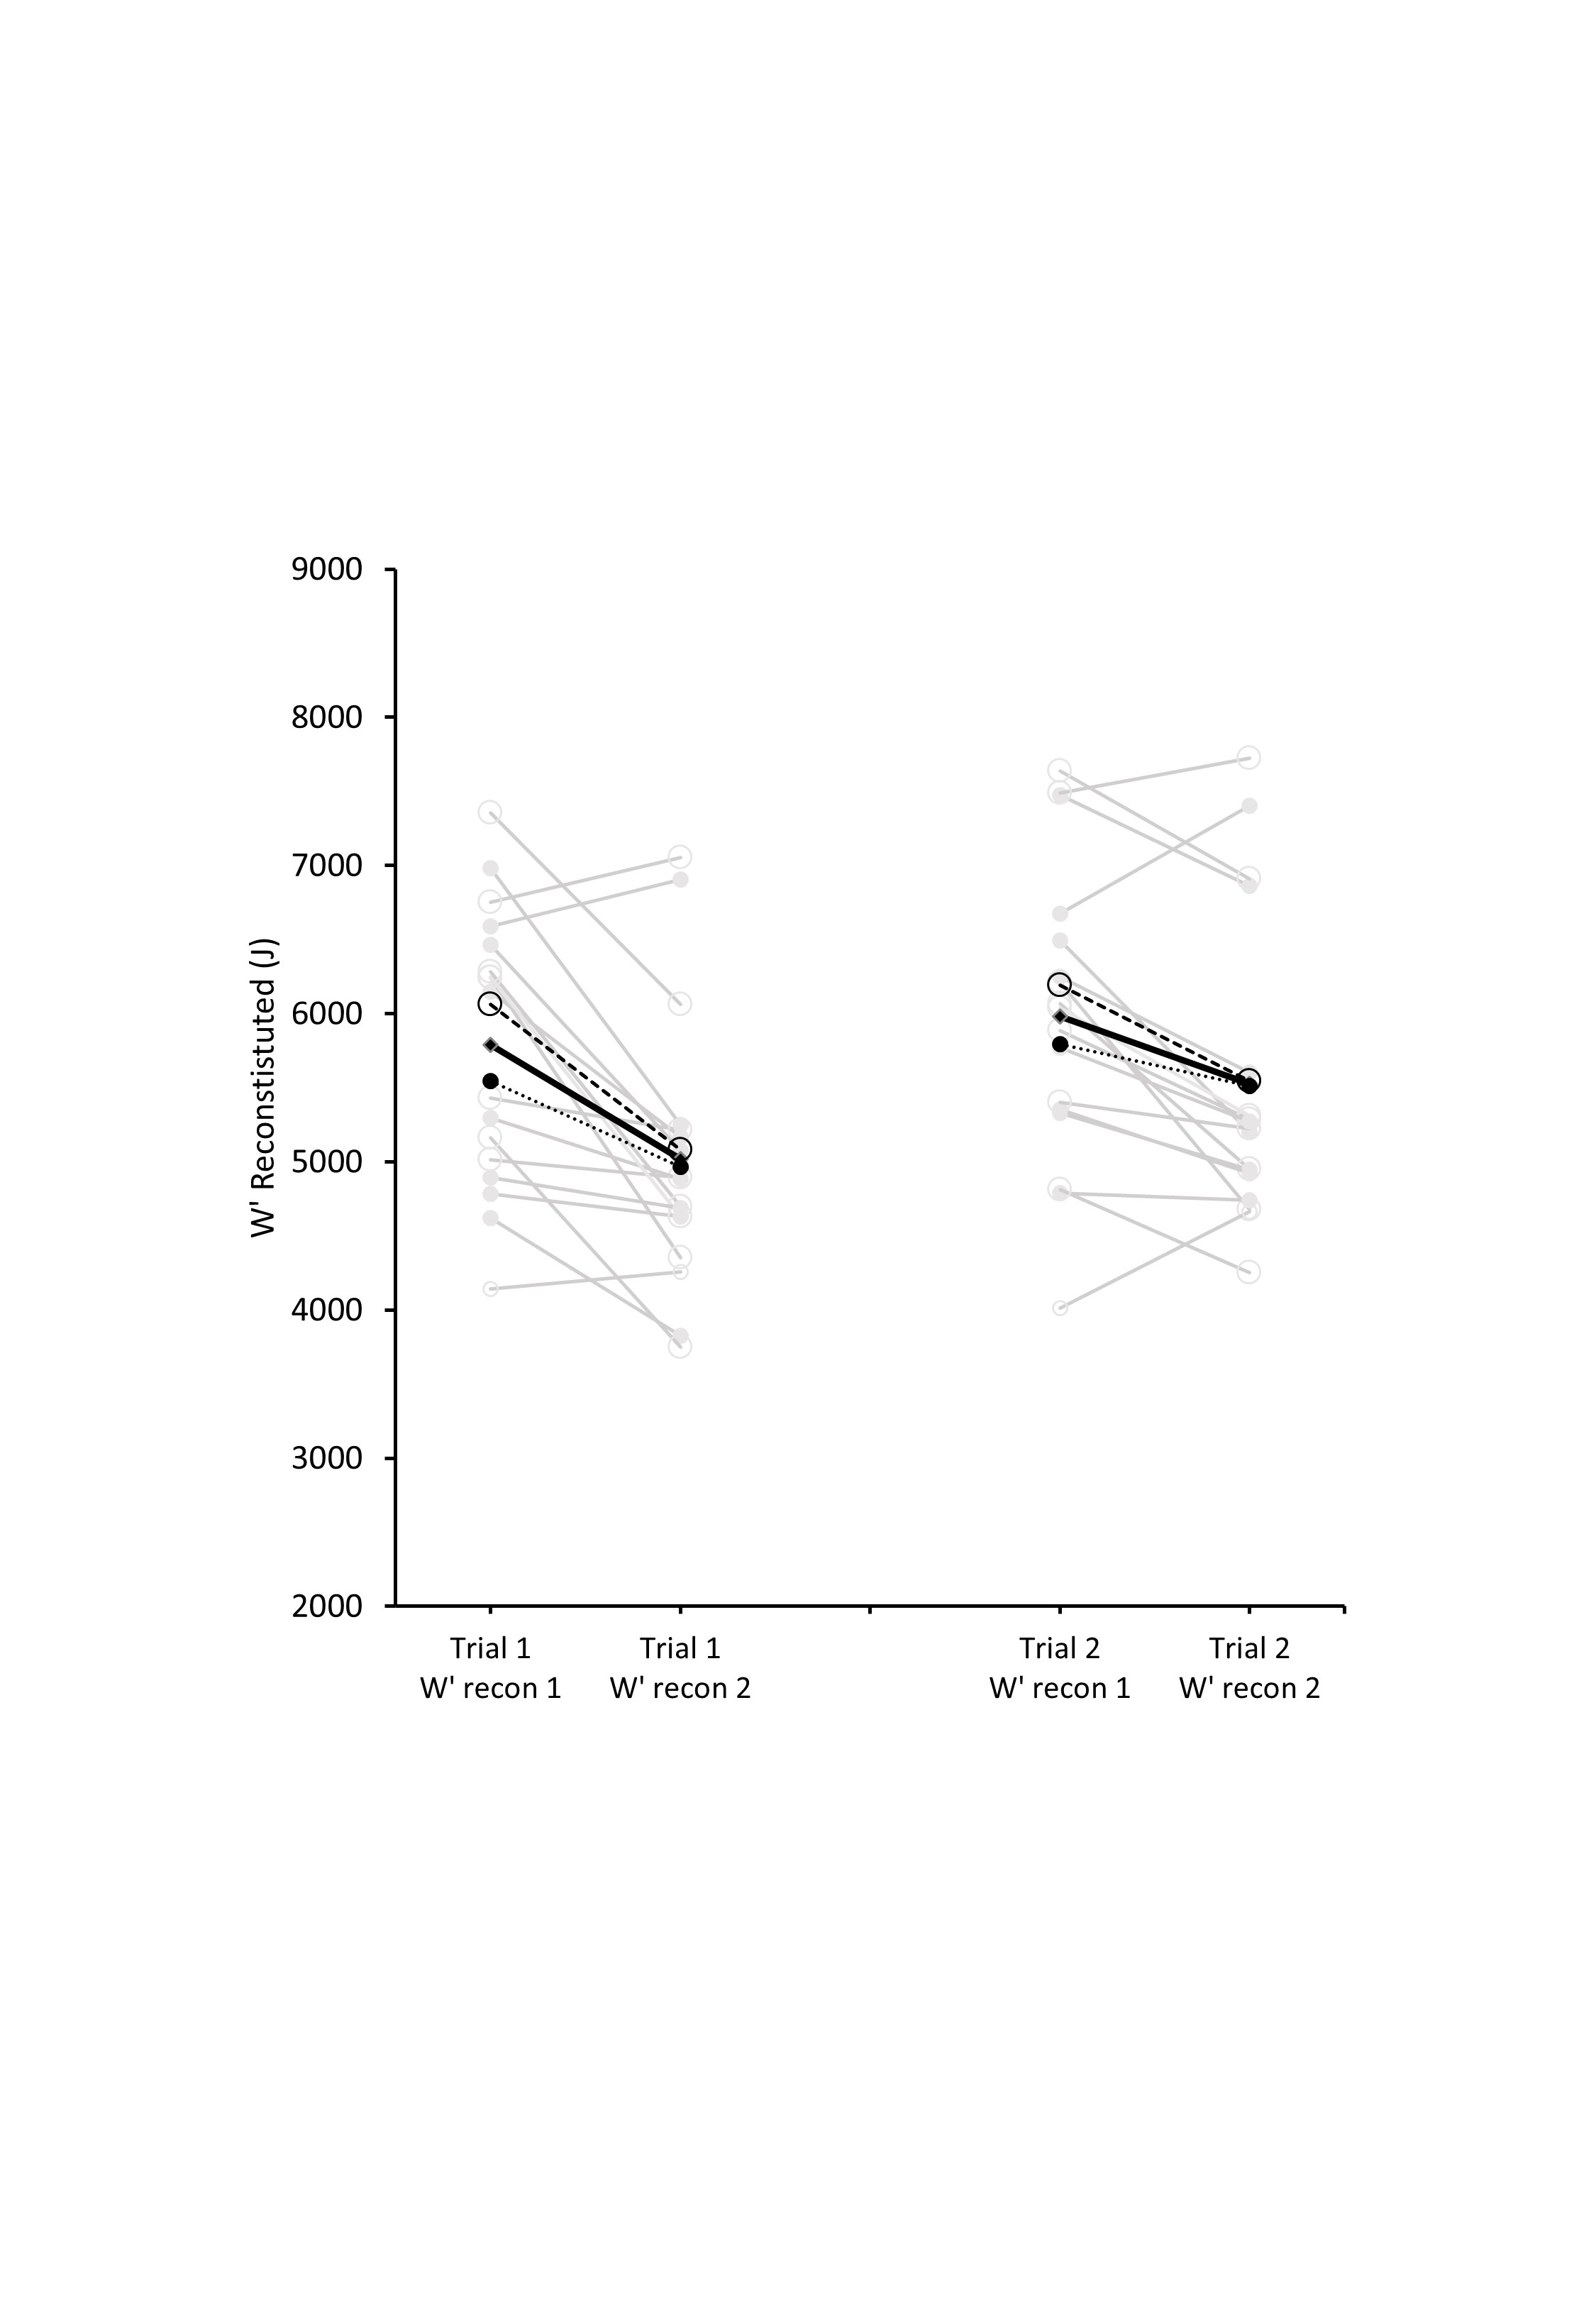 9000
8000
7000
6000
5000
4000
3000
2000
W' Reconstistuted (J)
Trial 1
W' recon 1
Trial 1
W' recon 2
Trial 2
W' recon 1
Trial 2
W' recon 2